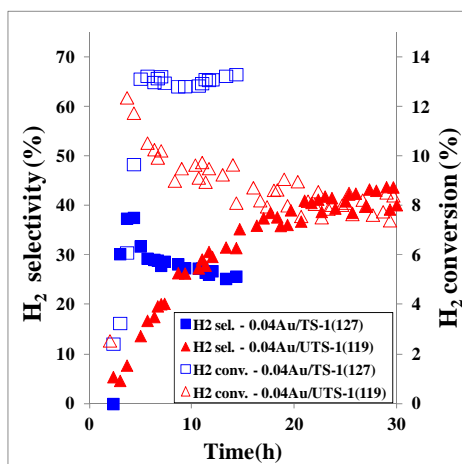 H2 selectivity (%)
70
60
50
40
30
20
10
0
14
12
10
8
6
4
2
0
H2 conversion (%)
H2 sel. - 0.04Au/TS-1(127)
H2 sel. - 0.04Au/UTS-1(119)
H2 conv. - 0.04Au/TS-1(127)
H2 conv. - 0.04Au/UTS-1(119)
0 10 20 30
Time(h)